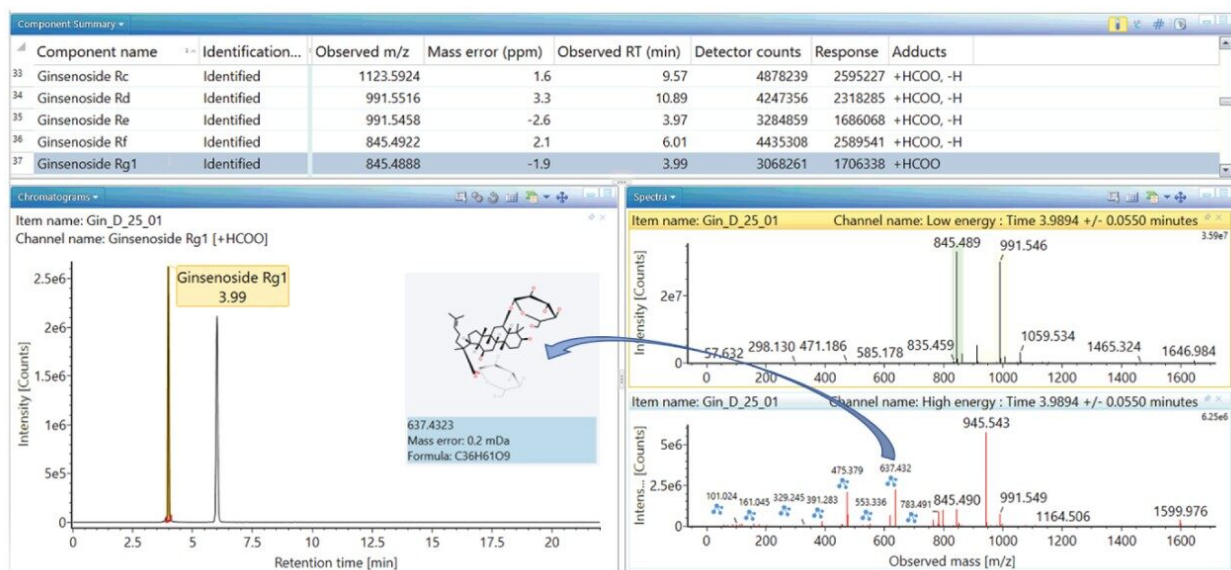 Component Summary
Component name Identification... Observed m/z Mass error (ppm) Observed RT (min) Detector counts Response Adducts
33 Ginsenoside Rc Identified 1123.5924 1.6 9.57 4878239 2595227 +HCOO, -H
34 Ginsenoside Rd Identified 991.5516 3.3 10.89 4247356 2318285 +HCOO, -H
35 Ginsenoside Re Identified 991.5458 -2.6 3.97 3284859 1686068 +HCOO, -H
36 Ginsenoside Rf Identified 845.4922 2.1 6.01 4435308 2589541 +HCOO, -H
37 Ginsenoside Rg1 Identified 845.4888 -1.9 3.99 3068261 1706338 +HCOO
Chromatograms
Item name: Gin_D_25_01
Channel name: Ginsenoside Rg1 [+HCOO]
Intensity [Counts]
2.5e6
2e6
1.5e6
1e6
5e5
0
Ginsenoside Rg1
3.99
637.4323
Mass error: 0.2 mDa
Formula: C36H61O9
0 2.5 5 7.5 10 12.5 15 17.5 20
Retention time [min]
Spectra
Item name: Gin_D_25_01 Channel name: Low energy : Time 3.9894 +/- 0.0550 minutes
3.59e7
Intensity [Counts]
2e7
0
845.489 991.546
57.632 298.130 471.186 585.178 835.459 1059.534 1465.324 1646.984
0 200 400 600 800 1000 1200 1400 1600
Item name: Gin_D_25_01 Channel name: High energy : Time 3.9894 +/- 0.0550 minutes
6.25e6
Intens... [Counts]
5e6
2.5e6
0
945.543
475.379 637.432
101.024 161.045 329.245 391.283 553.336 783.491 845.490 991.549 1164.506 1599.976
0 200 400 600 800 1000 1200 1400 1600
Observed mass [m/z]